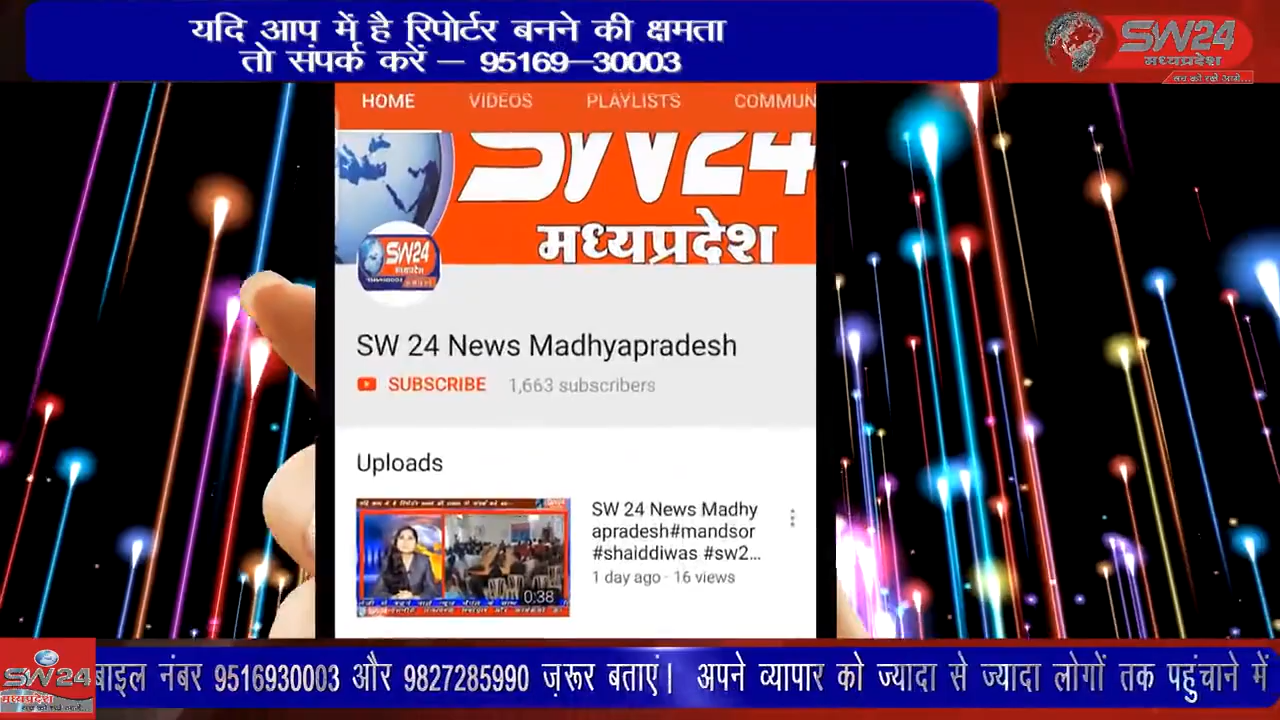 यदि आप में है रिपोर्टर बनने की क्षमता
तो संपर्क करें – 95169–30003
SW24
मध्यप्रदेश
HOME VIDEOS PLAYLISTS COMMUN
SW24
मध्यप्रदेश
SW24
SW 24 News Madhyapradesh
SUBSCRIBE 1,663 subscribers
Uploads
SW 24 News Madhy
apradesh#mandsor
#shaiddiwas #sw2...
1 day ago · 16 views
0:38
SW24
मध्यप्रदेश
बाइल नंबर 9516930003 और 9827285990 ज़रूर बताएं| अपने व्यापार को ज्यादा से ज्यादा लोगों तक पहुंचाने में